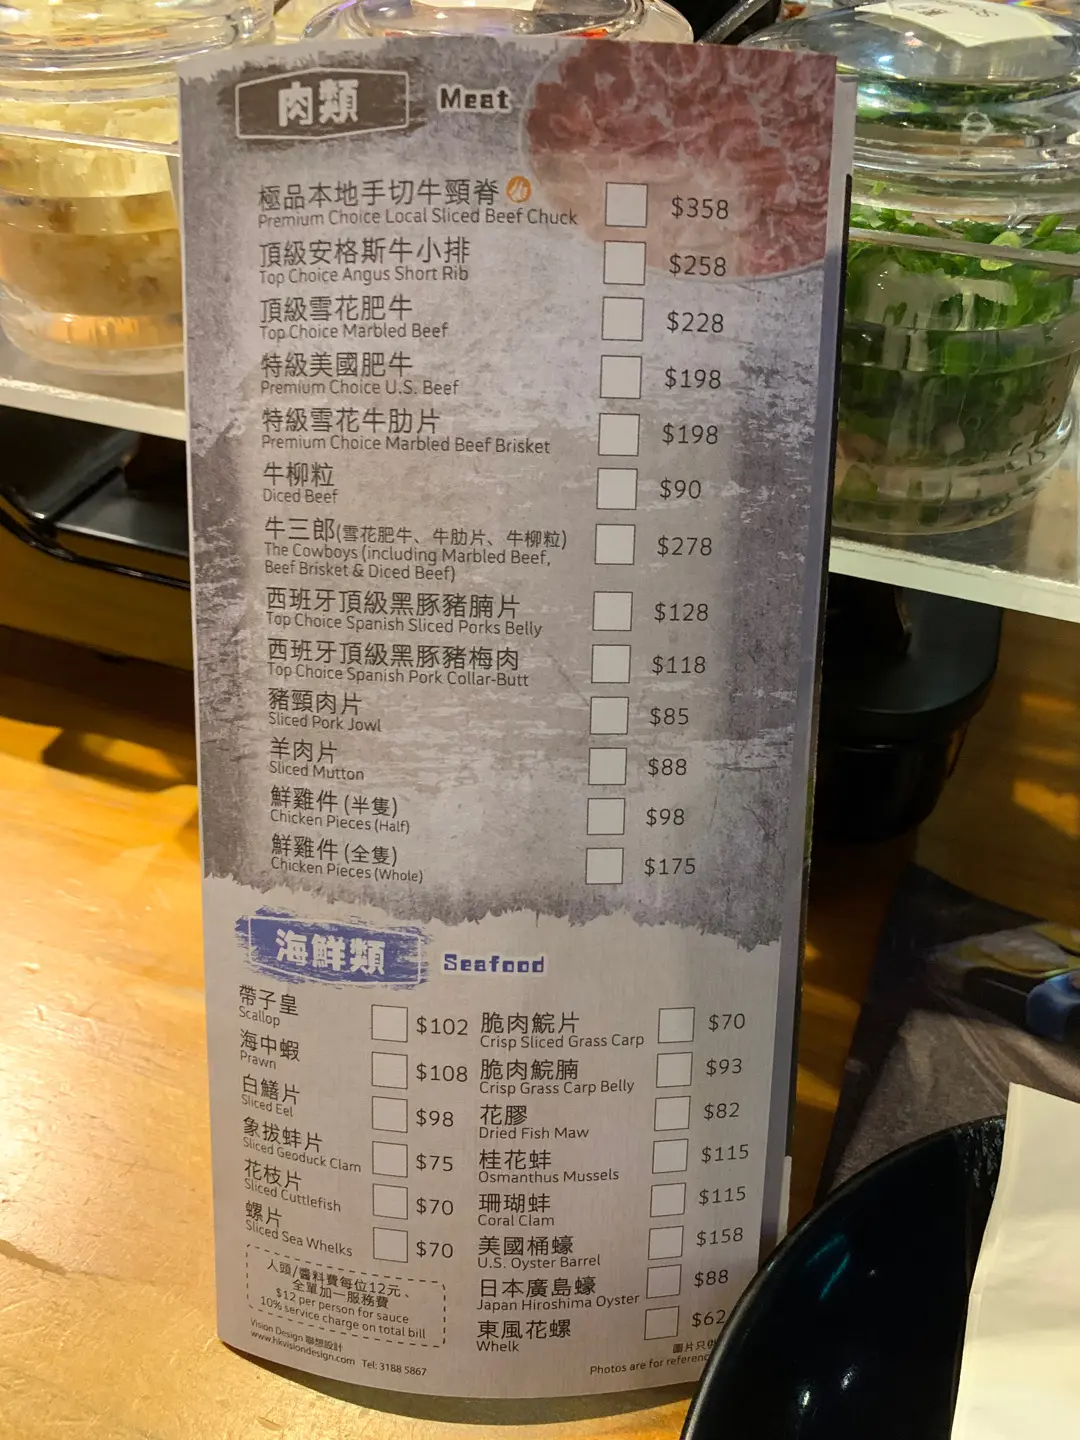 肉類 Meat
極品本地手切牛頸脊
Premium Choice Local Sliced Beef Chuck $358
頂級安格斯牛小排
Top Choice Angus Short Rib $258
頂級雪花肥牛
Top Choice Marbled Beef $228
特級美國肥牛
Premium Choice U.S. Beef $198
特級雪花牛肋片
Premium Choice Marbled Beef Brisket $198
牛柳粒
Diced Beef $90
牛三郎(雪花肥牛、牛肋片、牛柳粒)
The Cowboys (including Marbled Beef, $278
Beef Brisket & Diced Beef)
西班牙頂級黑豚豬腩片
Top Choice Spanish Sliced Porks Belly $128
西班牙頂級黑豚豬梅肉
Top Choice Spanish Pork Collar-Butt $118
豬頸肉片
Sliced Pork Jowl $85
羊肉片
Sliced Mutton $88
鮮雞件 (半隻)
Chicken Pieces (Half) $98
鮮雞件 (全隻)
Chicken Pieces (Whole) $175
海鮮類 Seafood
帶子皇
Scallop $102
海中蝦
Prawn $108
白鱔片
Sliced Eel $98
象拔蚌片
Sliced Geoduck Clam $75
花枝片
Sliced Cuttlefish $70
螺片
Sliced Sea Whelks $70
脆肉鯇片
Crisp Sliced Grass Carp $70
脆肉鯇腩
Crisp Grass Carp Belly $93
花膠
Dried Fish Maw $82
桂花蚌
Osmanthus Mussels $115
珊瑚蚌
Coral Clam $115
美國桶蠔
U.S. Oyster Barrel $158
日本廣島蠔
Japan Hiroshima Oyster $88
東風花螺
Whelk $62
人頭/醬料費每位12元、
全單加一服務費
$12 per person for sauce
10% service charge on total bill
Vision Design 聯想設計
www.hkvisiondesign.com Tel: 3188 5867
圖片只供
Photos are for referenc